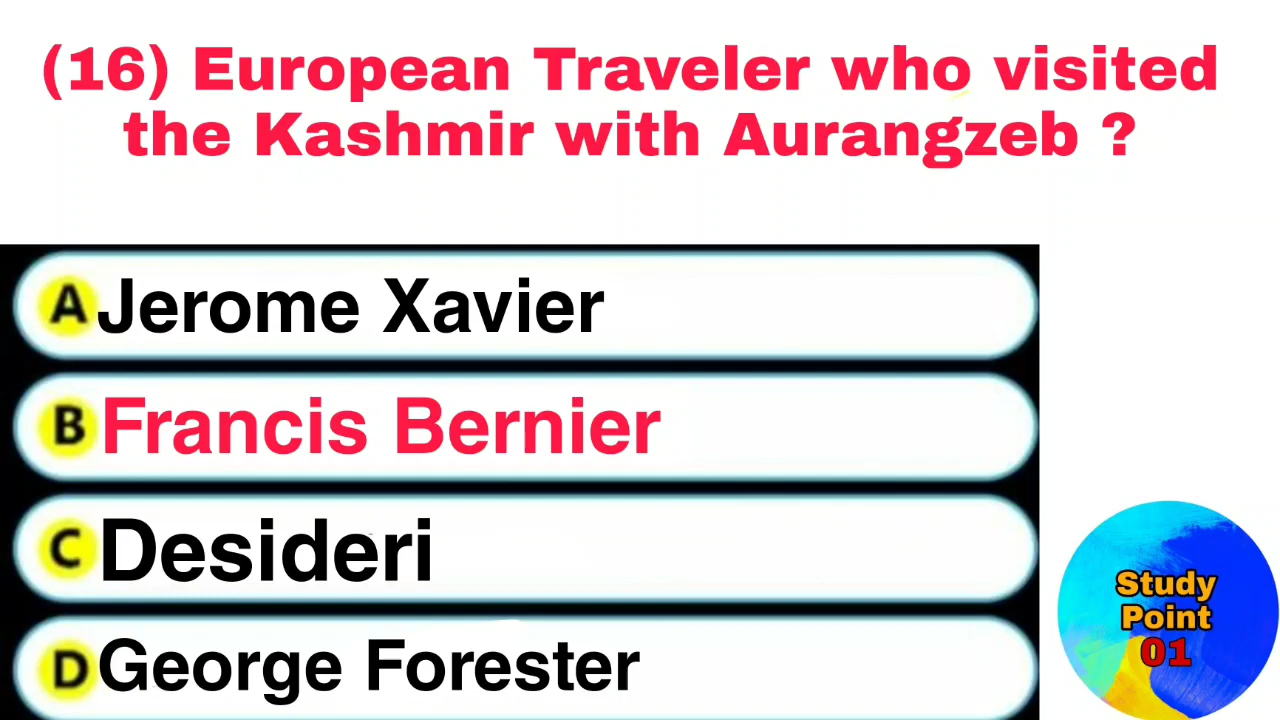 (16) European Traveler who visited
the Kashmir with Aurangzeb ?
A Jerome Xavier
B Francis Bernier
C Desideri
D George Forester
Study
Point
01